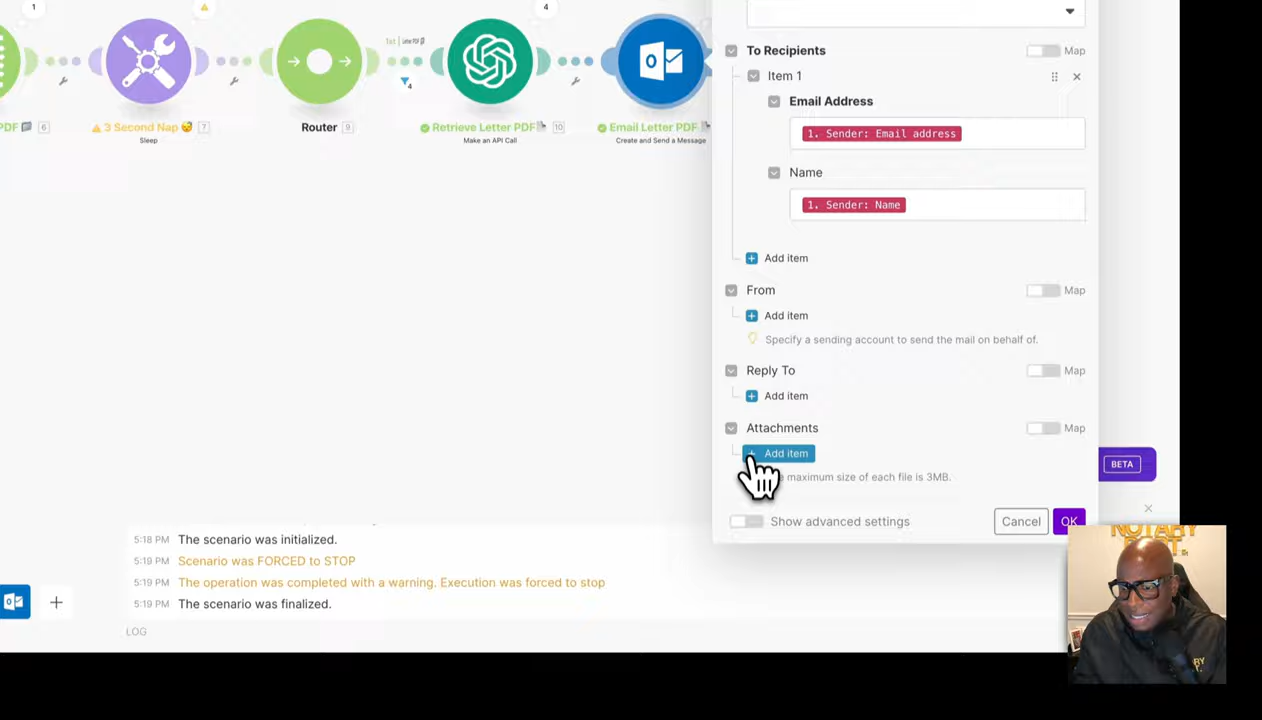 1
4
1st | Letter PDF
4
PDF 6
3 Second Nap 7
Sleep
Router 9
Retrieve Letter PDF 10
Make an API Call
Email Letter PDF
Create and Send a Message
To Recipients
Map
Item 1
Email Address
1. Sender: Email address
Name
1. Sender: Name
Add item
From
Map
Add item
Specify a sending account to send the mail on behalf of.
Reply To
Map
Add item
Attachments
Map
Add item
maximum size of each file is 3MB.
BETA
Show advanced settings
Cancel
OK
5:18 PM The scenario was initialized.
5:19 PM Scenario was FORCED to STOP
5:19 PM The operation was completed with a warning. Execution was forced to stop
5:19 PM The scenario was finalized.
LOG
NOTARY